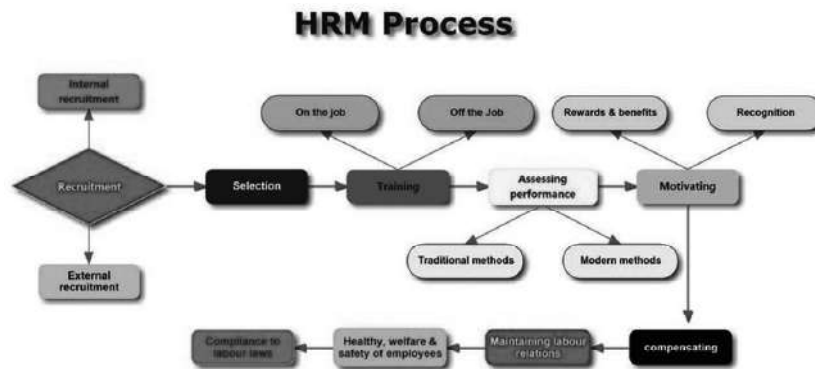 HRM Process
Internal
recruitment
On the job
Off the Job
Rewards & benefits
Recognition
Recruitment
Selection
Training
Assessing
performance
Motivating
External
recruitment
Traditional methods
Modern methods
Compliance to
labour laws
Healthy, welfare &
safety of employees
Maintaining labour
relations
compensating